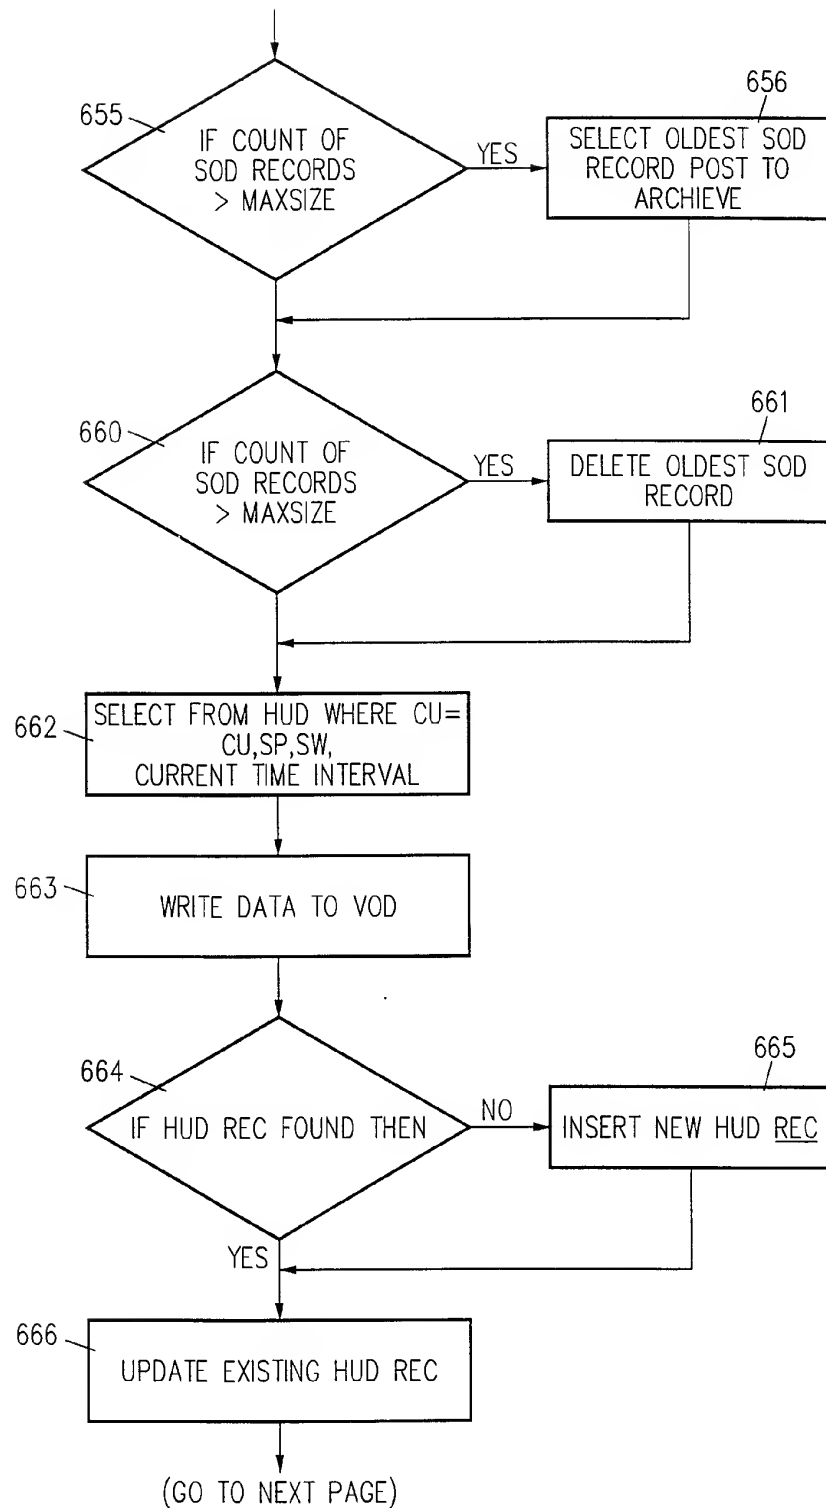 655
IF COUNT OF
SOD RECORDS
> MAXSIZE
YES
656
SELECT OLDEST SOD
RECORD POST TO
ARCHIEVE
660
IF COUNT OF
SOD RECORDS
> MAXSIZE
YES
661
DELETE OLDEST SOD
RECORD
662
SELECT FROM HUD WHERE CU=
CU,SP,SW,
CURRENT TIME INTERVAL
663
WRITE DATA TO VOD
664
IF HUD REC FOUND THEN
NO
665
INSERT NEW HUD REC
YES
666
UPDATE EXISTING HUD REC
(GO TO NEXT PAGE)